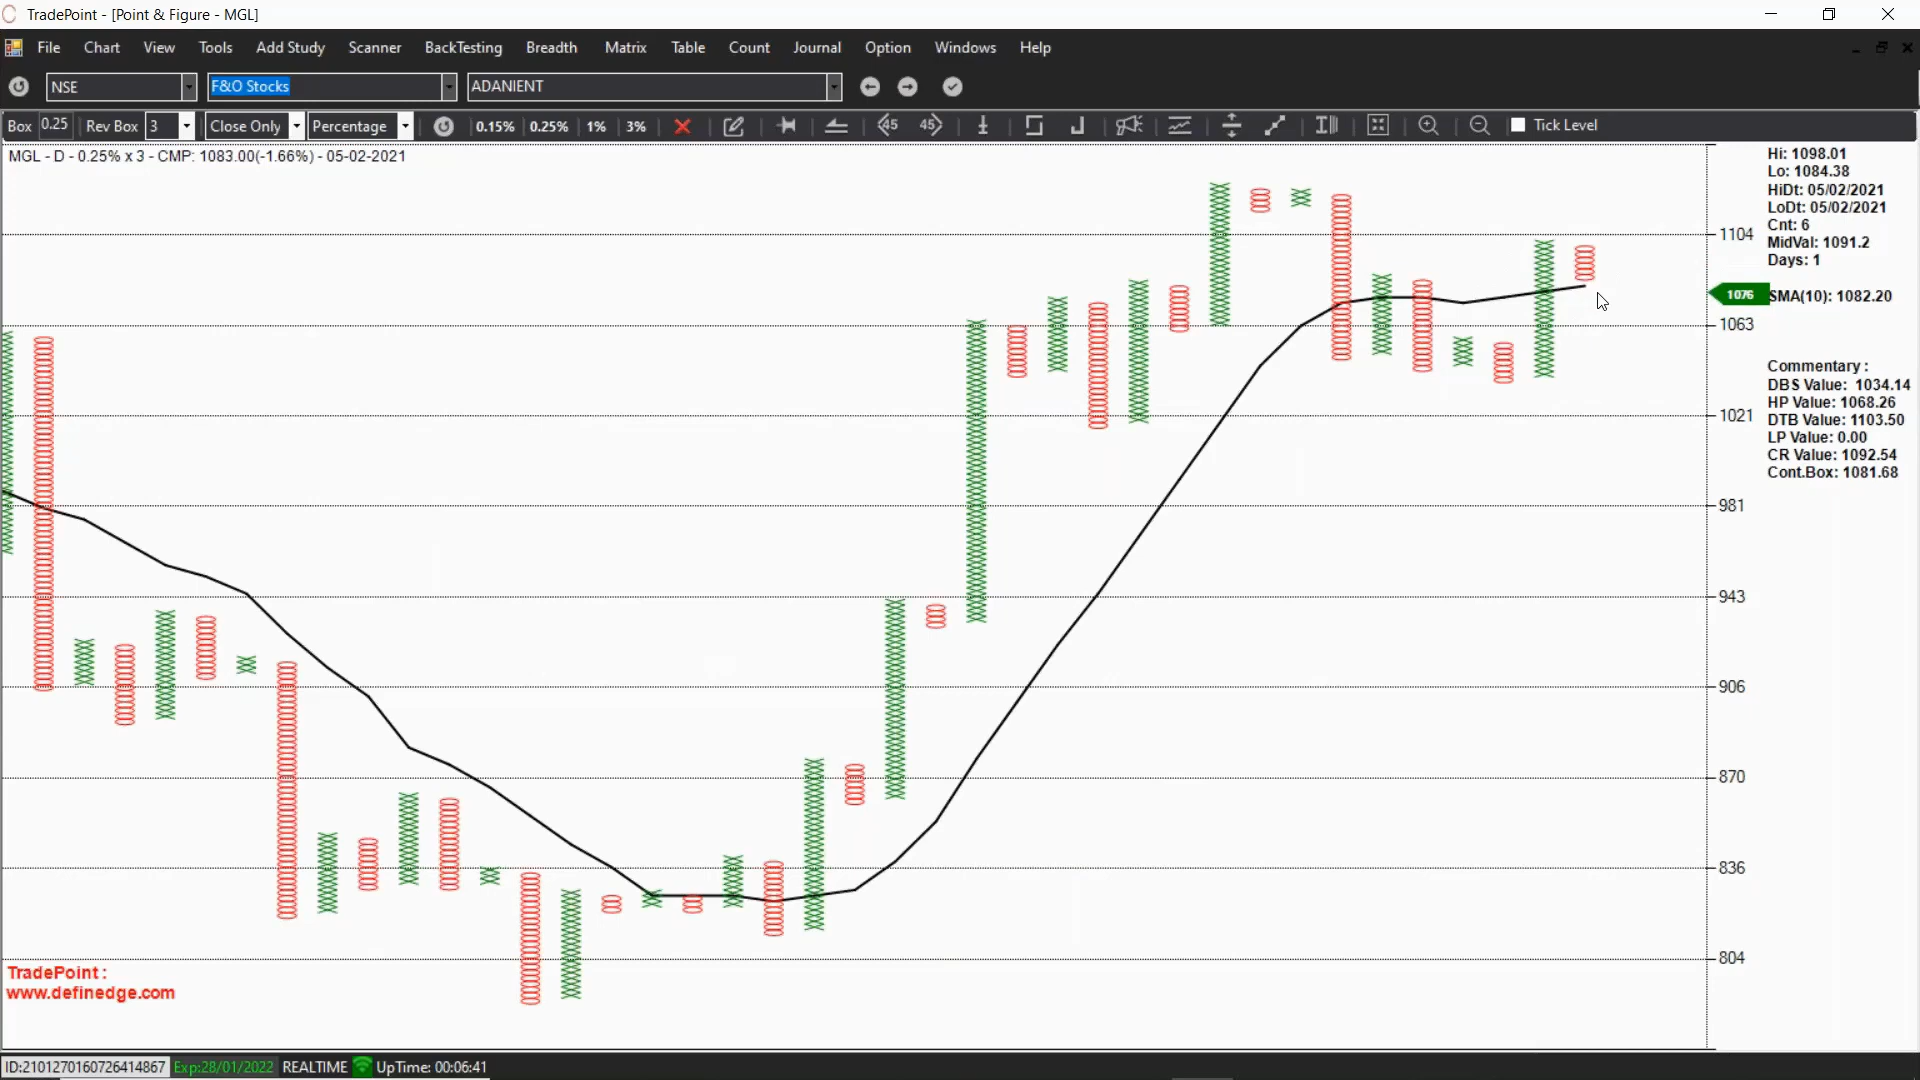 TradePoint - [Point & Figure - MGL]
File Chart View Tools Add Study Scanner BackTesting Breadth Matrix Table Count Journal Option Windows Help
NSE F&O Stocks ADANIENT
Box 0.25 Rev Box 3 Close Only Percentage 0.15% 0.25% 1% 3% 45 45 Tick Level
MGL - D - 0.25% x 3 - CMP: 1083.00(-1.66%) - 05-02-2021
Hi: 1098.01
Lo: 1084.38
HiDt: 05/02/2021
LoDt: 05/02/2021
Cnt: 6
MidVal: 1091.2
Days: 1
SMA(10): 1082.20
Commentary :
DBS Value: 1034.14
HP Value: 1068.26
DTB Value: 1103.50
LP Value: 0.00
CR Value: 1092.54
Cont.Box: 1081.68
1104
1076
1063
1021
981
943
906
870
836
804
TradePoint :
www.definedge.com
ID:2101270160726414867 Exp:28/01/2022 REALTIME UpTime: 00:06:41